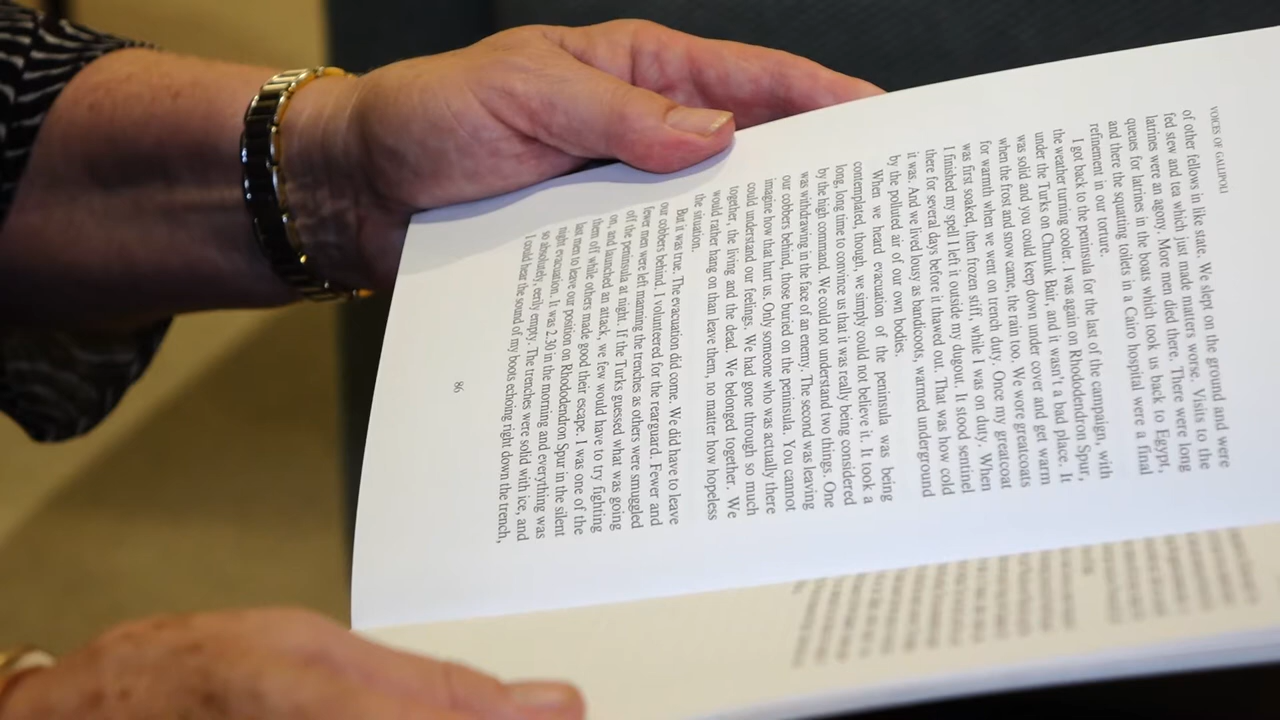 VOICES OF GALLIPOLI
of other fellows in like state. We slept on the ground and were
fed stew and tea which just made matters worse. Visits to the
latrines were an agony. More men died there. There were long
queues for latrines in the boats which took us back to Egypt,
and there the squatting toilets in a Cairo hospital were a final
refinement in our torture.
I got back to the peninsula for the last of the campaign, with
the weather turning cooler. I was again on Rhododendron Spur,
under the Turks on Chunuk Bair, and it wasn't a bad place. It
was solid and you could keep down under cover and get warm
when the frost and snow came, the rain too. We wore greatcoats
for warmth when we went on trench duty. Once my greatcoat
was first soaked, then frozen stiff, while I was on duty. When
I finished my spell I left it outside my dugout. It stood sentinel
there for several days before it thawed out. That was how cold
it was. And we lived lousy as bandicoots, warmed underground
by the polluted air of our own bodies.
When we heard evacuation of the peninsula was being
contemplated, though, we simply could not believe it. It took a
long, long time to convince us that it was really being considered
by the high command. We could not understand two things. One
was withdrawing in the face of an enemy. The second was leaving
our cobbers behind, those buried on the peninsula. You cannot
imagine how that hurt us. Only someone who was actually there
could understand our feelings. We had gone through so much
together, the living and the dead. We belonged together. We
would rather hang on than leave them, no matter how hopeless
the situation.
But it was true. The evacuation did come. We did have to leave
our cobbers behind. I volunteered for the rearguard. Fewer and
fewer men were left manning the trenches as others were smuggled
off the peninsula at night. If the Turks guessed what was going
on, and launched an attack, we few would have to try fighting
them off while others made good their escape. I was one of the
last men to leave our position on Rhododendron Spur in the silent
night evacuation. It was 2.30 in the morning and everything was
so absolutely, eerily empty. The trenches were solid with ice, and
I could hear the sound of my boots echoing right down the trench,
86